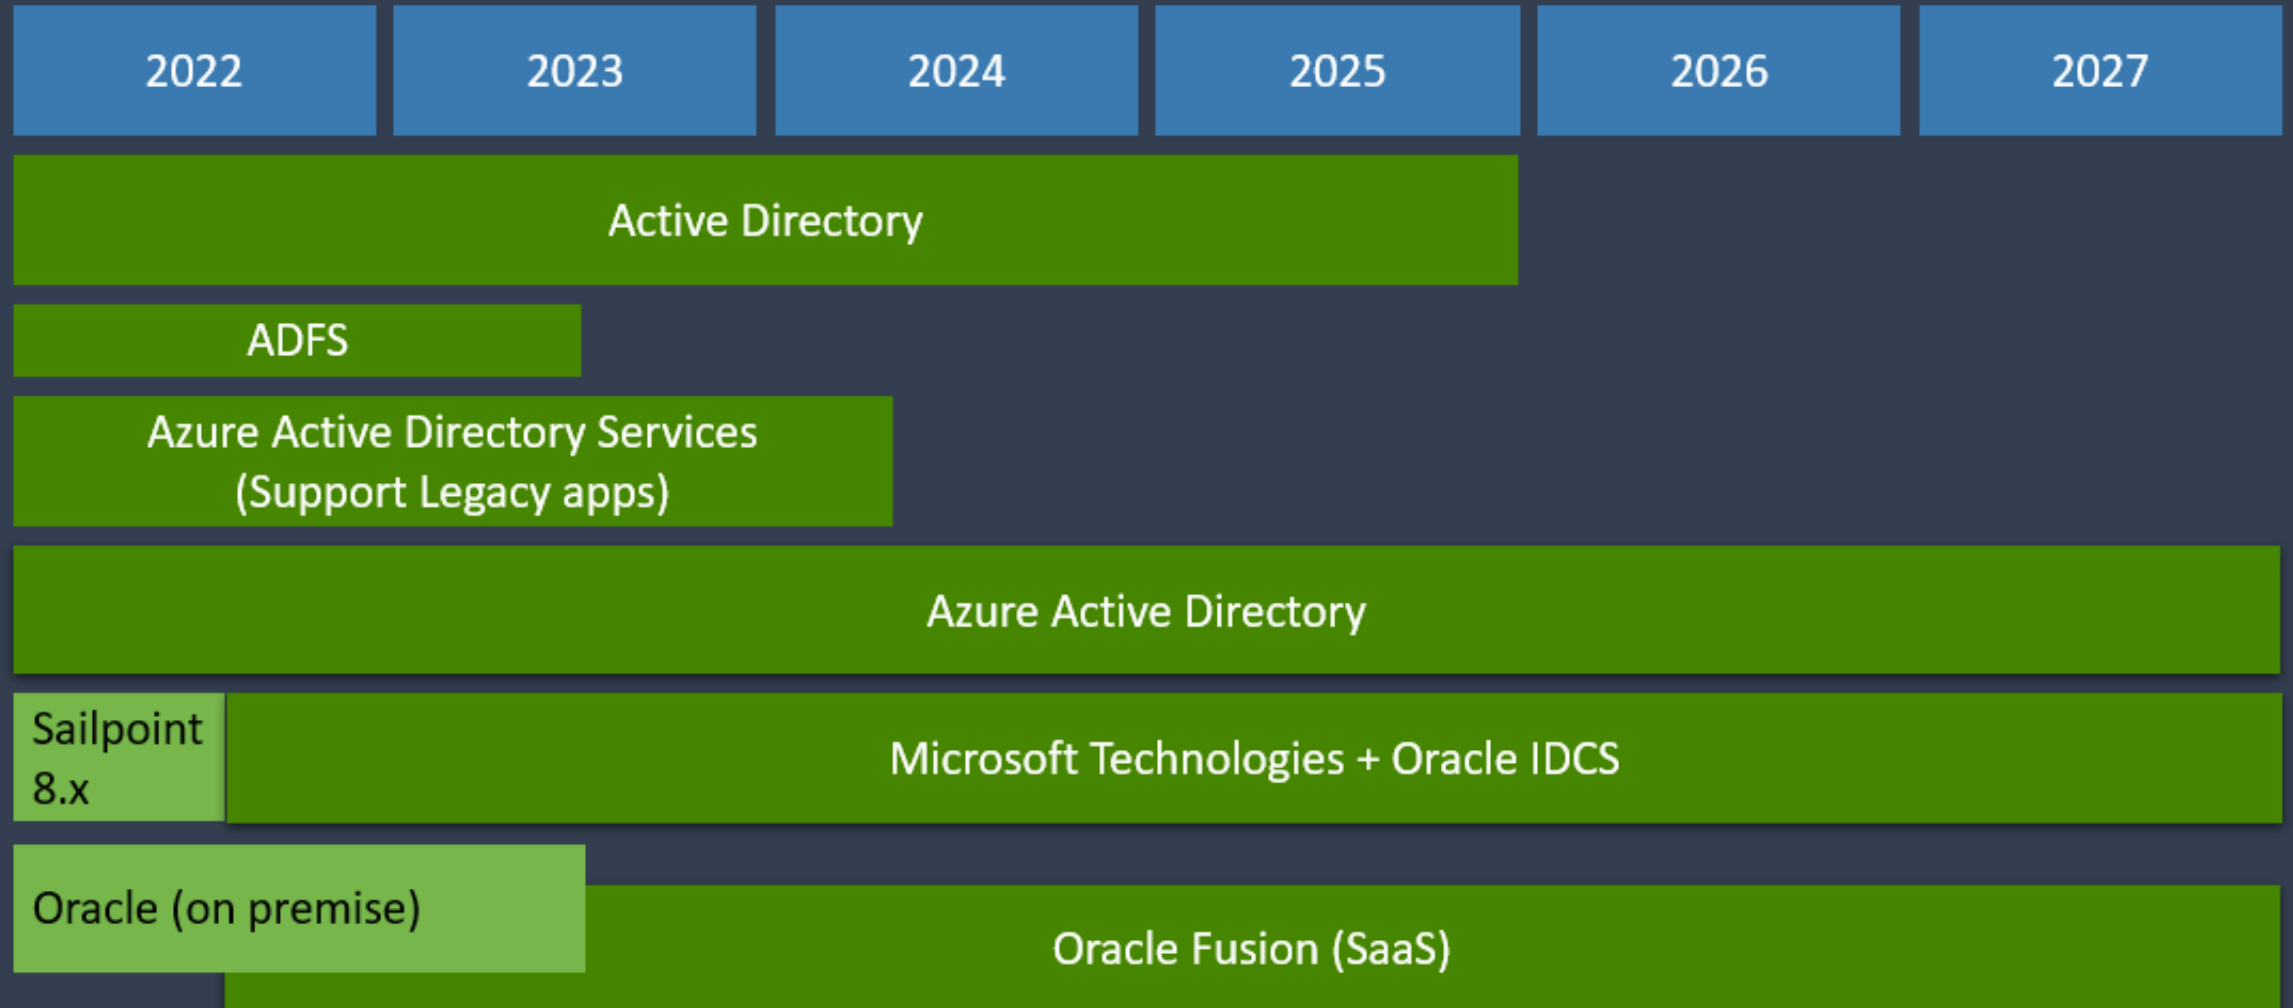 2022
2023
2024
2025
2026
2027
Active Directory
ADFS
Azure Active Directory Services
(Support Legacy apps)
Azure Active Directory
Sailpoint
8.x
Microsoft Technologies + Oracle IDCS
Oracle (on premise)
Oracle Fusion (SaaS)